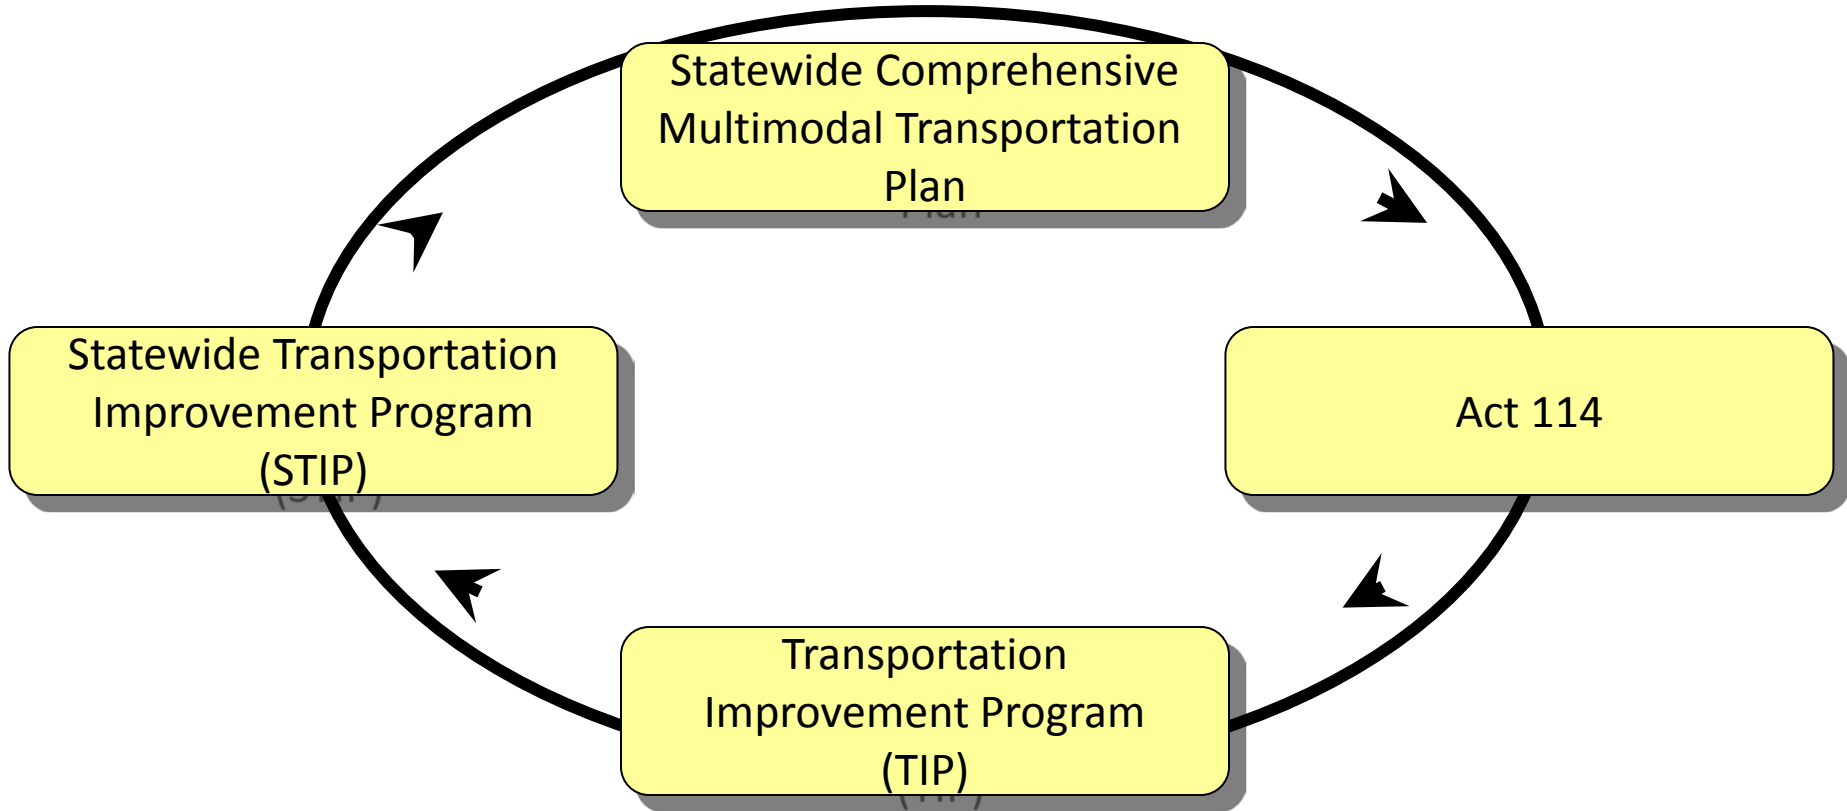 Statewide Comprehensive
Multimodal Transportation
Plan
Statewide Transportation
Improvement Program
(STIP)
Act 114
Transportation
Improvement Program
(TIP)